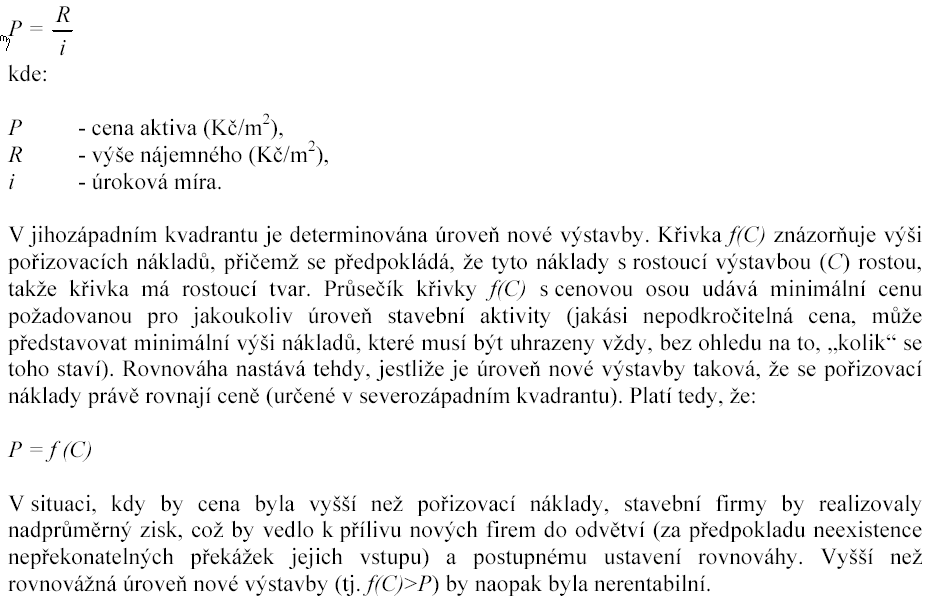 P = R/i
kde:
P - cena aktiva (Kč/m²),
R - výše nájemného (Kč/m²),
i - úroková míra.
V jihozápadním kvadrantu je determinována úroveň nové výstavby. Křivka f(C) znázorňuje výši
pořizovacích nákladů, přičemž se předpokládá, že tyto náklady s rostoucí výstavbou (C) rostou,
takže křivka má rostoucí tvar. Průsečík křivky f(C) s cenovou osou udává minimální cenu
požadovanou pro jakoukoliv úroveň stavební aktivity (jakási nepodkročitelná cena, může
představovat minimální výši nákladů, které musí být uhrazeny vždy, bez ohledu na to, „kolik“ se
toho staví). Rovnováha nastává tehdy, jestliže je úroveň nové výstavby taková, že se pořizovací
náklady právě rovnají ceně (určené v severozápadním kvadrantu). Platí tedy, že:
P = f (C)
V situaci, kdy by cena byla vyšší než pořizovací náklady, stavební firmy by realizovaly
nadprůměrný zisk, což by vedlo k přílivu nových firem do odvětví (za předpokladu neexistence
nepřekonatelných překážek jejich vstupu) a postupnému ustavení rovnováhy. Vyšší než
rovnovážná úroveň nové výstavby (tj. f(C)>P) by naopak byla nerentabilní.